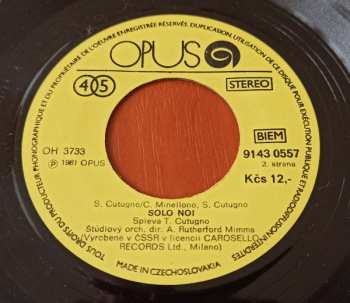 TOUS DROITS DU PRODUCTEUR PHONOGRAPHIQUE ET DU PROPRIÉTAIRE DE L'OEUVRE ENREGISTRÉE RÉSERVÉS. DUPLICATION, UTILISATION DE CE DISQUE POUR EXÉCUTION PUBLIQUE ET RADIODIFFUSION INTERDITES
OPUS
45
STEREO
OH 3733
℗ 1981 OPUS
BIEM
9143 0557
2. strana
Kčs 12,-
S. Cutugno/C. Minellono, S. Cutugno
SOLO NOI
Spieva T. Cutugno
Štúdiový orch. dir. A. Rutherford Mimms
/Vyrobené v ČSSR v licencii CAROSELLO
RECORDS Ltd., Milano/
MADE IN CZECHOSLOVAKIA